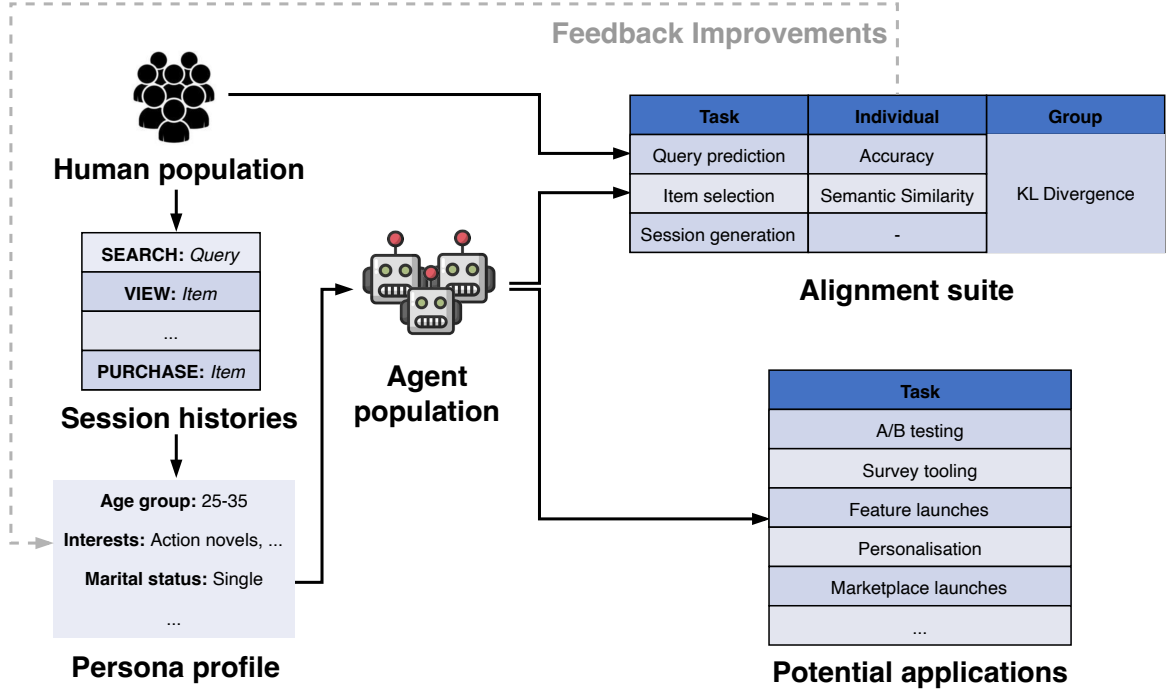 Feedback Improvements
Human population
SEARCH: Query
VIEW: Item
...
PURCHASE: Item
Session histories
Age group: 25-35
Interests: Action novels, ...
Marital status: Single
...
Persona profile
Agent
population
Task Individual Group
Query prediction Accuracy
Item selection Semantic Similarity KL Divergence
Session generation -
Alignment suite
Task
A/B testing
Survey tooling
Feature launches
Personalisation
Marketplace launches
...
Potential applications